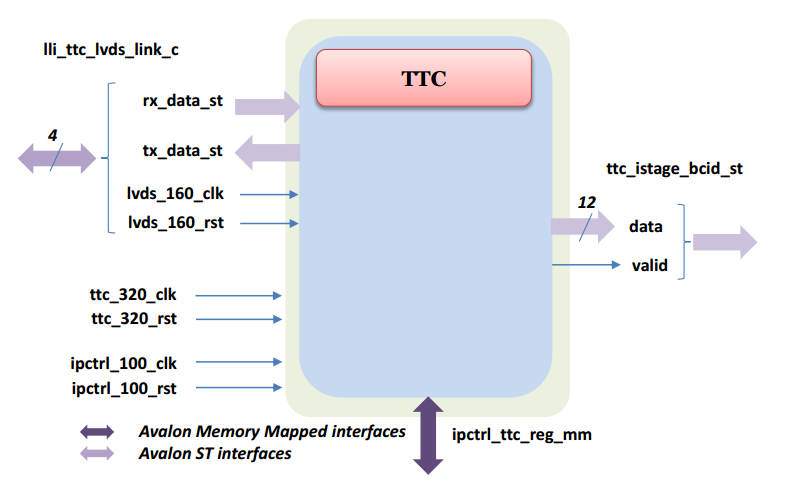 lli_ttc_lvds_link_c
TTC
rx_data_st
4
tx_data_st
ttc_istage_bcid_st
lvds_160_clk
12
lvds_160_rst
data
valid
ttc_320_clk
ttc_320_rst
ipctrl_100_clk
ipctrl_100_rst
Avalon Memory Mapped interfaces
ipctrl_ttc_reg_mm
Avalon ST interfaces